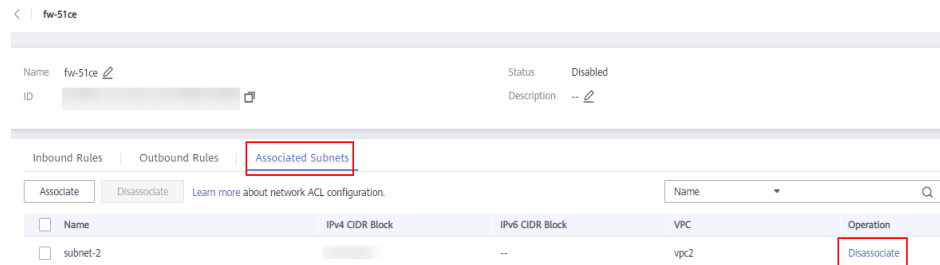 fw-51ce
Name fw-51ce Status Disabled
ID Description --
Inbound Rules Outbound Rules Associated Subnets
Associate Disassociate Learn more about network ACL configuration. Name
Name IPv4 CIDR Block IPv6 CIDR Block VPC Operation
subnet-2 -- vpc2 Disassociate